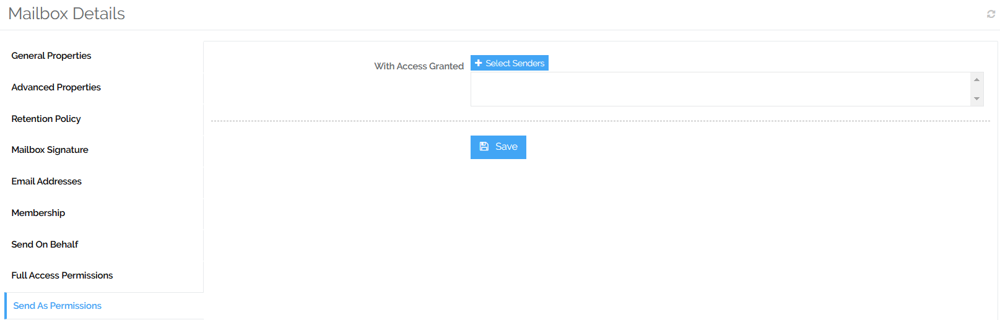 Mailbox Details
General Properties
Advanced Properties
Retention Policy
Mailbox Signature
Email Addresses
Membership
Send On Behalf
Full Access Permissions
Send As Permissions
With Access Granted
Select Senders
Save